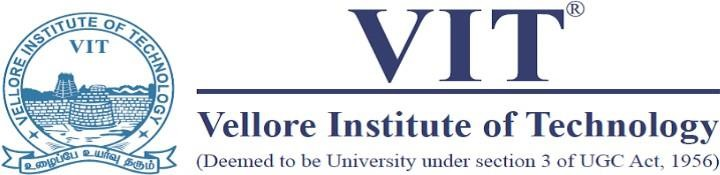 VELLORE INSTITUTE OF TECHNOLOGY
VIT
உழைப்பே உயர்வு தரும்
VIT®
Vellore Institute of Technology
(Deemed to be University under section 3 of UGC Act, 1956)